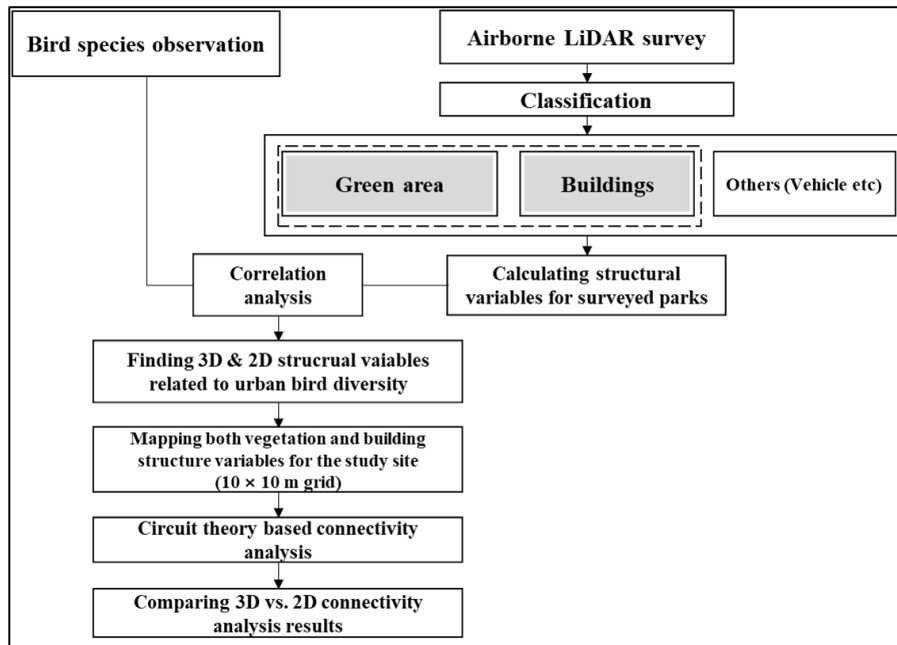 Bird species observation
Airborne LiDAR survey
Classification
Green area
Buildings
Others (Vehicle etc)
Correlation
analysis
Calculating structural
variables for surveyed parks
Finding 3D & 2D strucrual vaiables
related to urban bird diversity
Mapping both vegetation and building
structure variables for the study site
(10 × 10 m grid)
Circuit theory based connectivity
analysis
Comparing 3D vs. 2D connectivity
analysis results